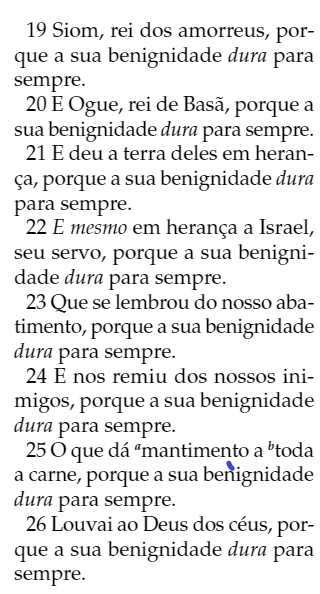 19 Siom, rei dos amorreus, por-
que a sua benignidade dura para
sempre.
20 E Ogue, rei de Basã, porque a
sua benignidade dura para sempre.
21 E deu a terra deles em heran-
ça, porque a sua benignidade dura
para sempre.
22 E mesmo em herança a Israel,
seu servo, porque a sua benigni-
dade dura para sempre.
23 Que se lembrou do nosso aba-
timento, porque a sua benignidade
dura para sempre.
24 E nos remiu dos nossos ini-
migos, porque a sua benignidade
dura para sempre.
25 O que dá ᵃmantimento a ᵇtoda
a carne, porque a sua benignidade
dura para sempre.
26 Louvai ao Deus dos céus, por-
que a sua benignidade dura para
sempre.